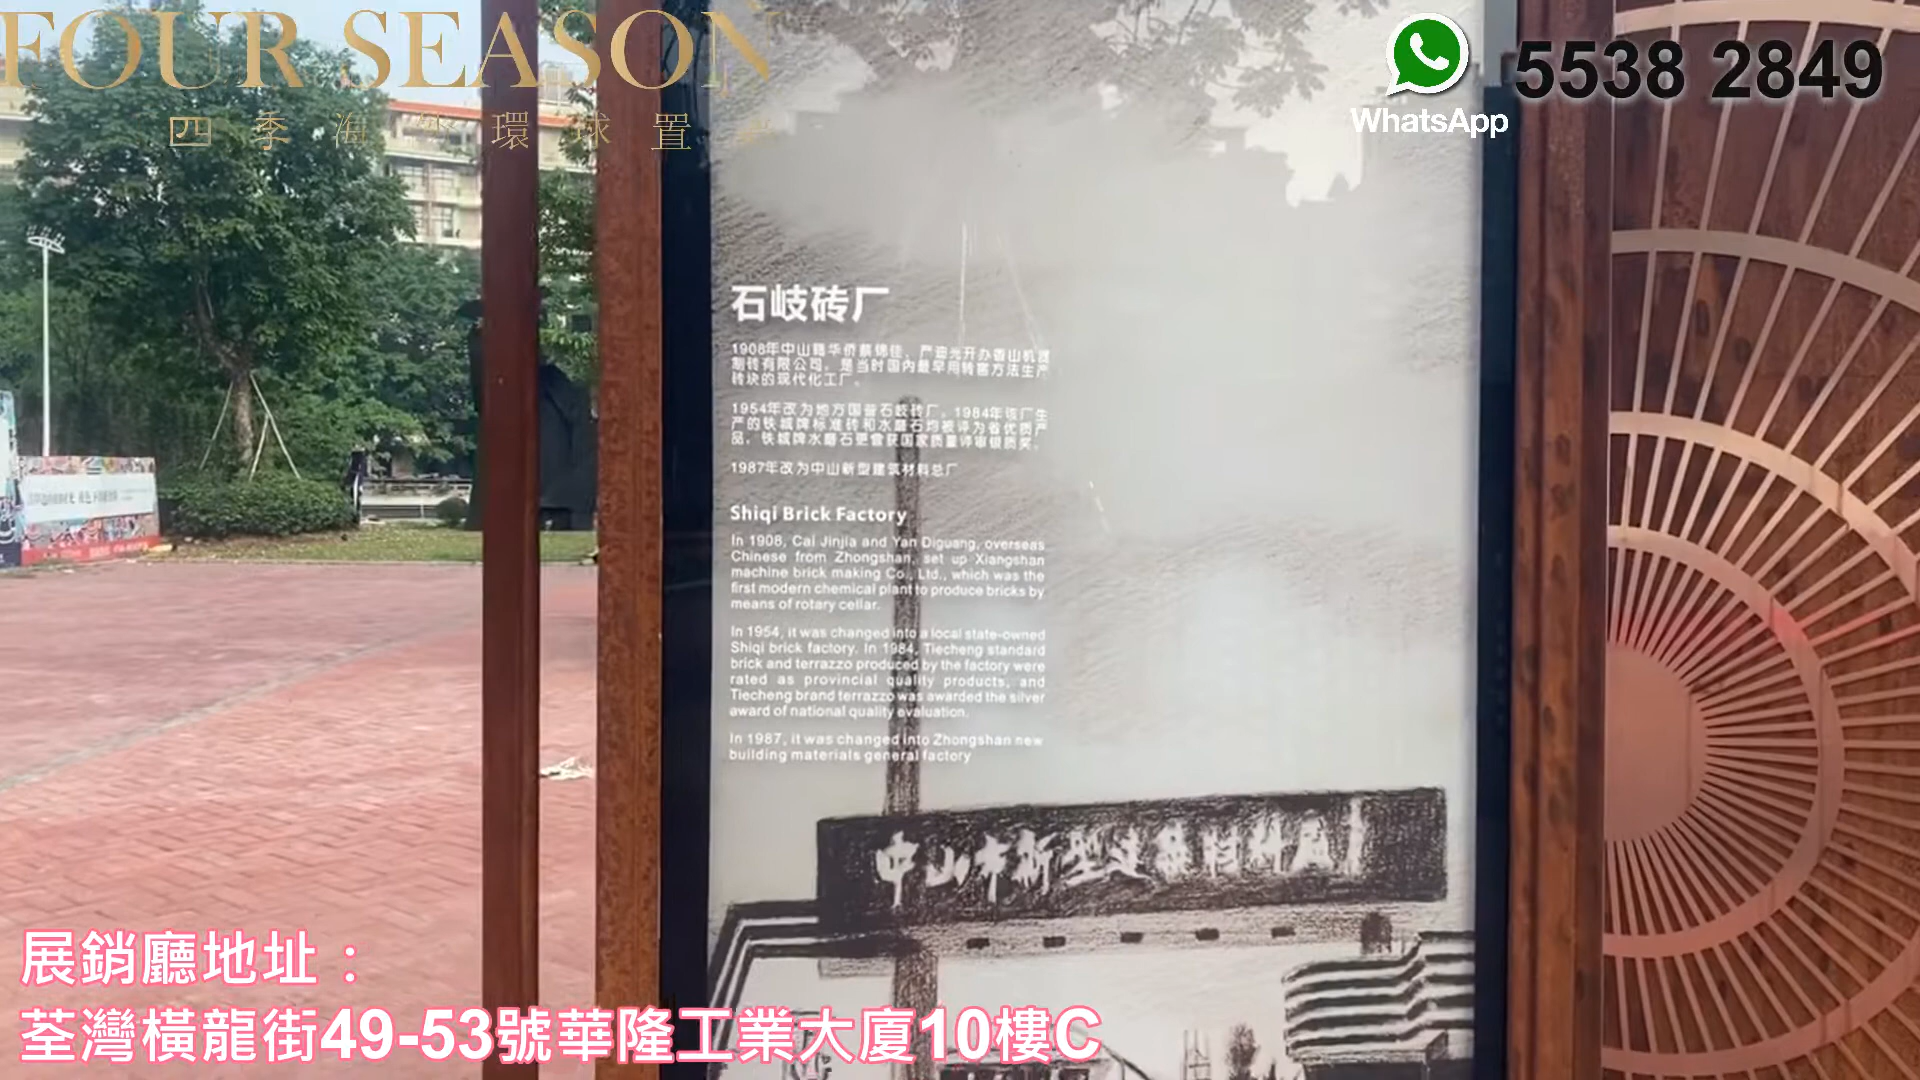 FOUR SEASON
四季海 環球置
WhatsApp
5538 2849
石岐砖厂
1908年中山籍华侨蔡锦佳、严迪光开办香山机器
制砖有限公司，是当时国内最早用转窑方法生产
砖块的现代化工厂。
1954年改为地方国营石岐砖厂。1984年该厂生
产的铁城牌标准砖和水磨石均被评为省优质产
品，铁城牌水磨石更曾获国家质量评审银质奖。
1987年改为中山新型建筑材料总厂
Shiqi Brick Factory
In 1908, Cai Jinjia and Yan Diguang, overseas
Chinese from Zhongshan, set up Xiangshan
machine brick making Co., Ltd., which was the
first modern chemical plant to produce bricks by
means of rotary cellar.
In 1954, it was changed into a local state-owned
Shiqi brick factory. In 1984, Tiecheng standard
brick and terrazzo produced by the factory were
rated as provincial quality products, and
Tiecheng brand terrazzo was awarded the silver
award of national quality evaluation.
In 1987, it was changed into Zhongshan new
building materials general factory
中山市新型建築材料总厂
展銷廳地址：
荃灣橫龍街49-53號華隆工業大廈10樓C